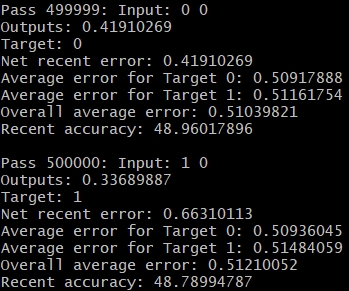 Pass 499999: Input: 0 0
Outputs: 0.41910269
Target: 0
Net recent error: 0.41910269
Average error for Target 0: 0.50917888
Average error for Target 1: 0.51161754
Overall average error: 0.51039821
Recent accuracy: 48.96017896
Pass 500000: Input: 1 0
Outputs: 0.33689887
Target: 1
Net recent error: 0.66310113
Average error for Target 0: 0.50936045
Average error for Target 1: 0.51484059
Overall average error: 0.51210052
Recent accuracy: 48.78994787